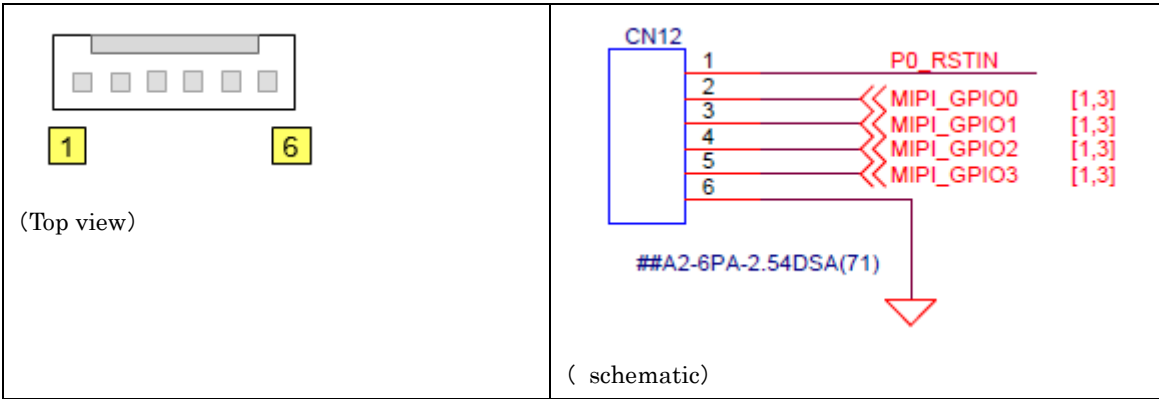 1
6
(Top view)
CN12
1 P0_RSTIN
2 MIPI_GPIO0 [1,3]
3 MIPI_GPIO1 [1,3]
4 MIPI_GPIO2 [1,3]
5 MIPI_GPIO3 [1,3]
6
##A2-6PA-2.54DSA(71)
( schematic)